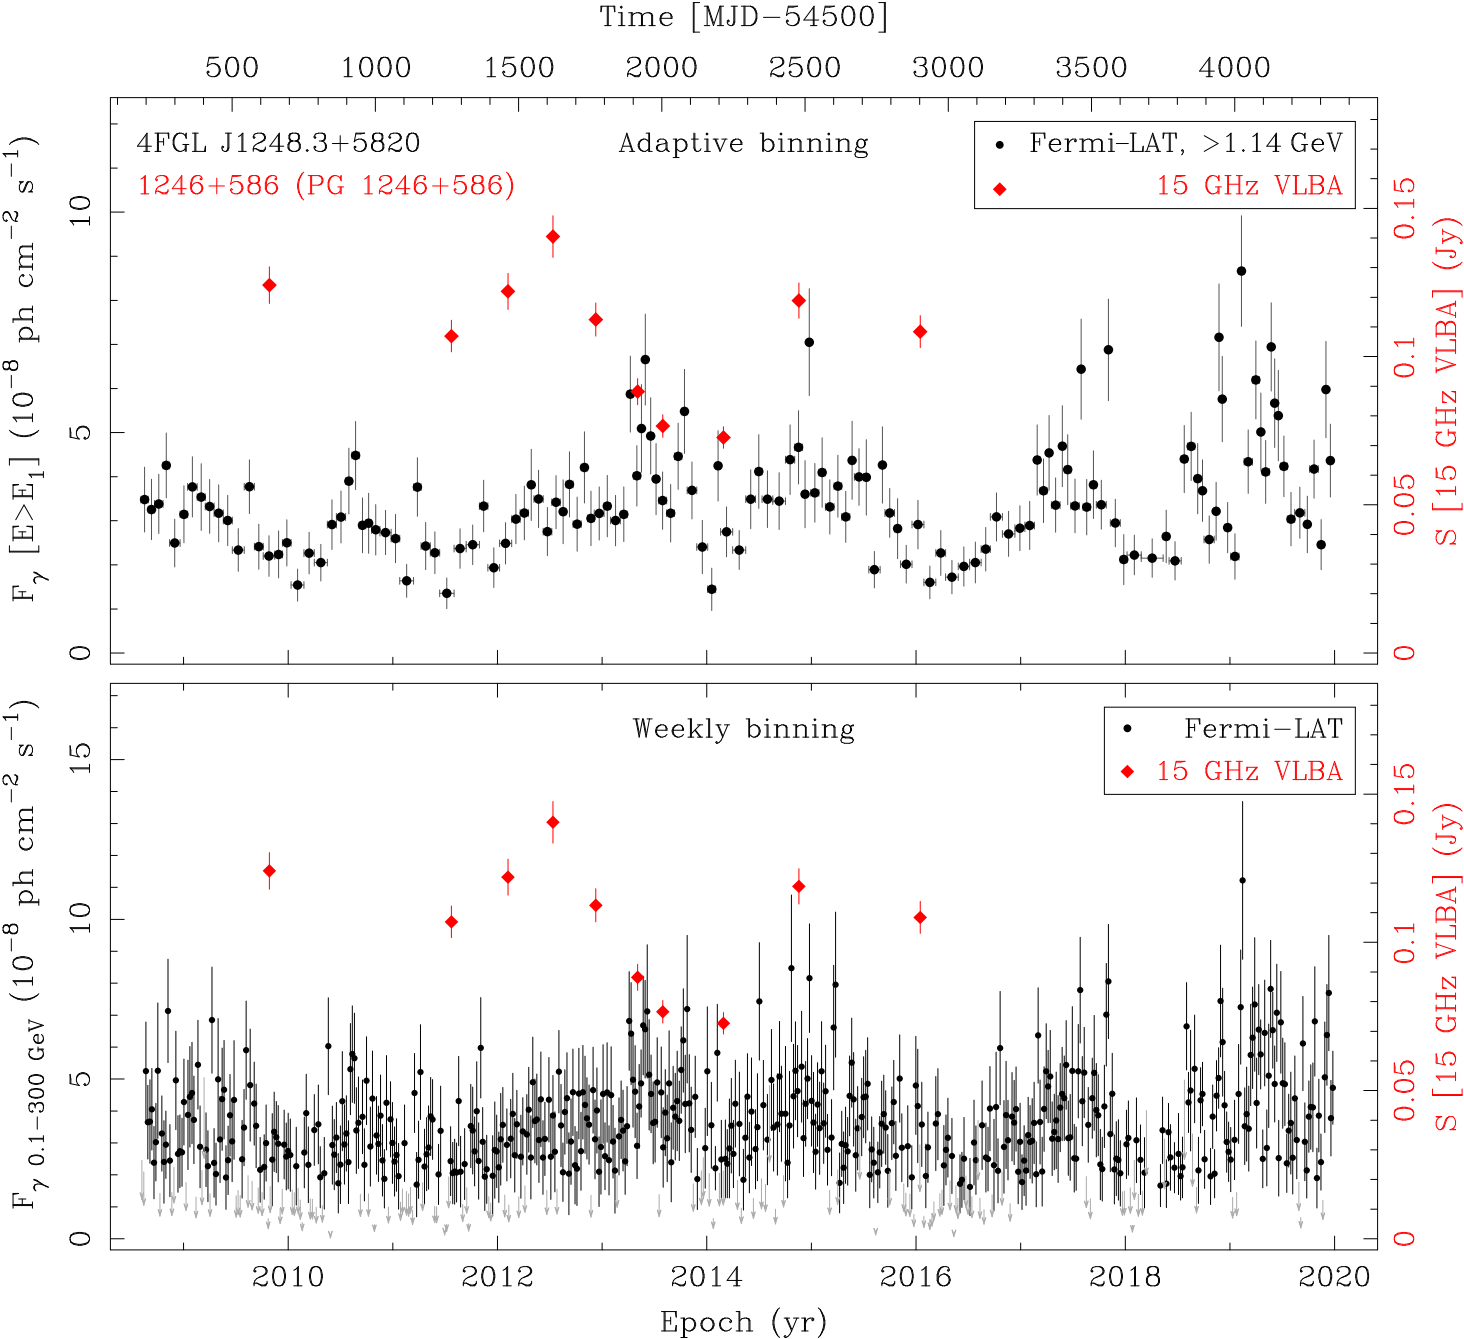 Time [MJD−54500]
500 1000 1500 2000 2500 3000 3500 4000
4FGL J1248.3+5820
1246+586 (PG 1246+586)
Adaptive binning
Fermi−LAT, >1.14 GeV
15 GHz VLBA
F γ [E>E1] (10−8 ph cm−2 s−1)
0 5 10
S [15 GHz VLBA] (Jy)
0 0.05 0.1 0.15
Weekly binning
Fermi−LAT
15 GHz VLBA
F γ 0.1−300 GeV (10−8 ph cm−2 s−1)
0 5 10 15
S [15 GHz VLBA] (Jy)
0 0.05 0.1 0.15
2010 2012 2014 2016 2018 2020
Epoch (yr)